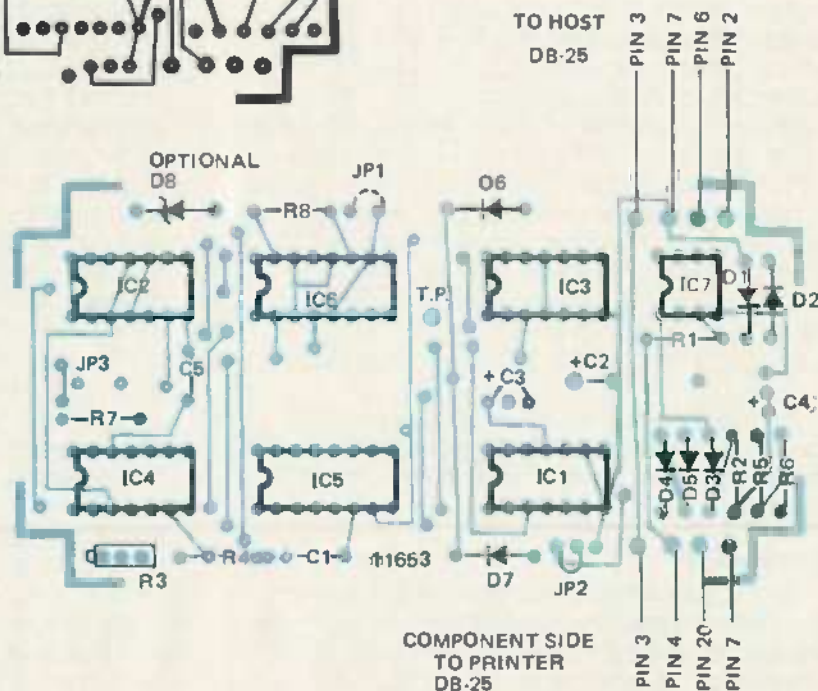 TO HOST
DB-25
PIN 3
PIN 7
PIN 6
PIN 2
OPTIONAL
D8
JP1
D6
R8
IC2
IC6
T.P.
IC3
IC7
D1
D2
R1
JP3
C5
+C3
+C2
+ C4
R7
IC4
IC5
IC1
D4
D5
D3
R2
R5
R6
R3
R4
C1
1653
D7
JP2
COMPONENT SIDE
TO PRINTER
DB-25
PIN 3
PIN 4
PIN 20
PIN 7